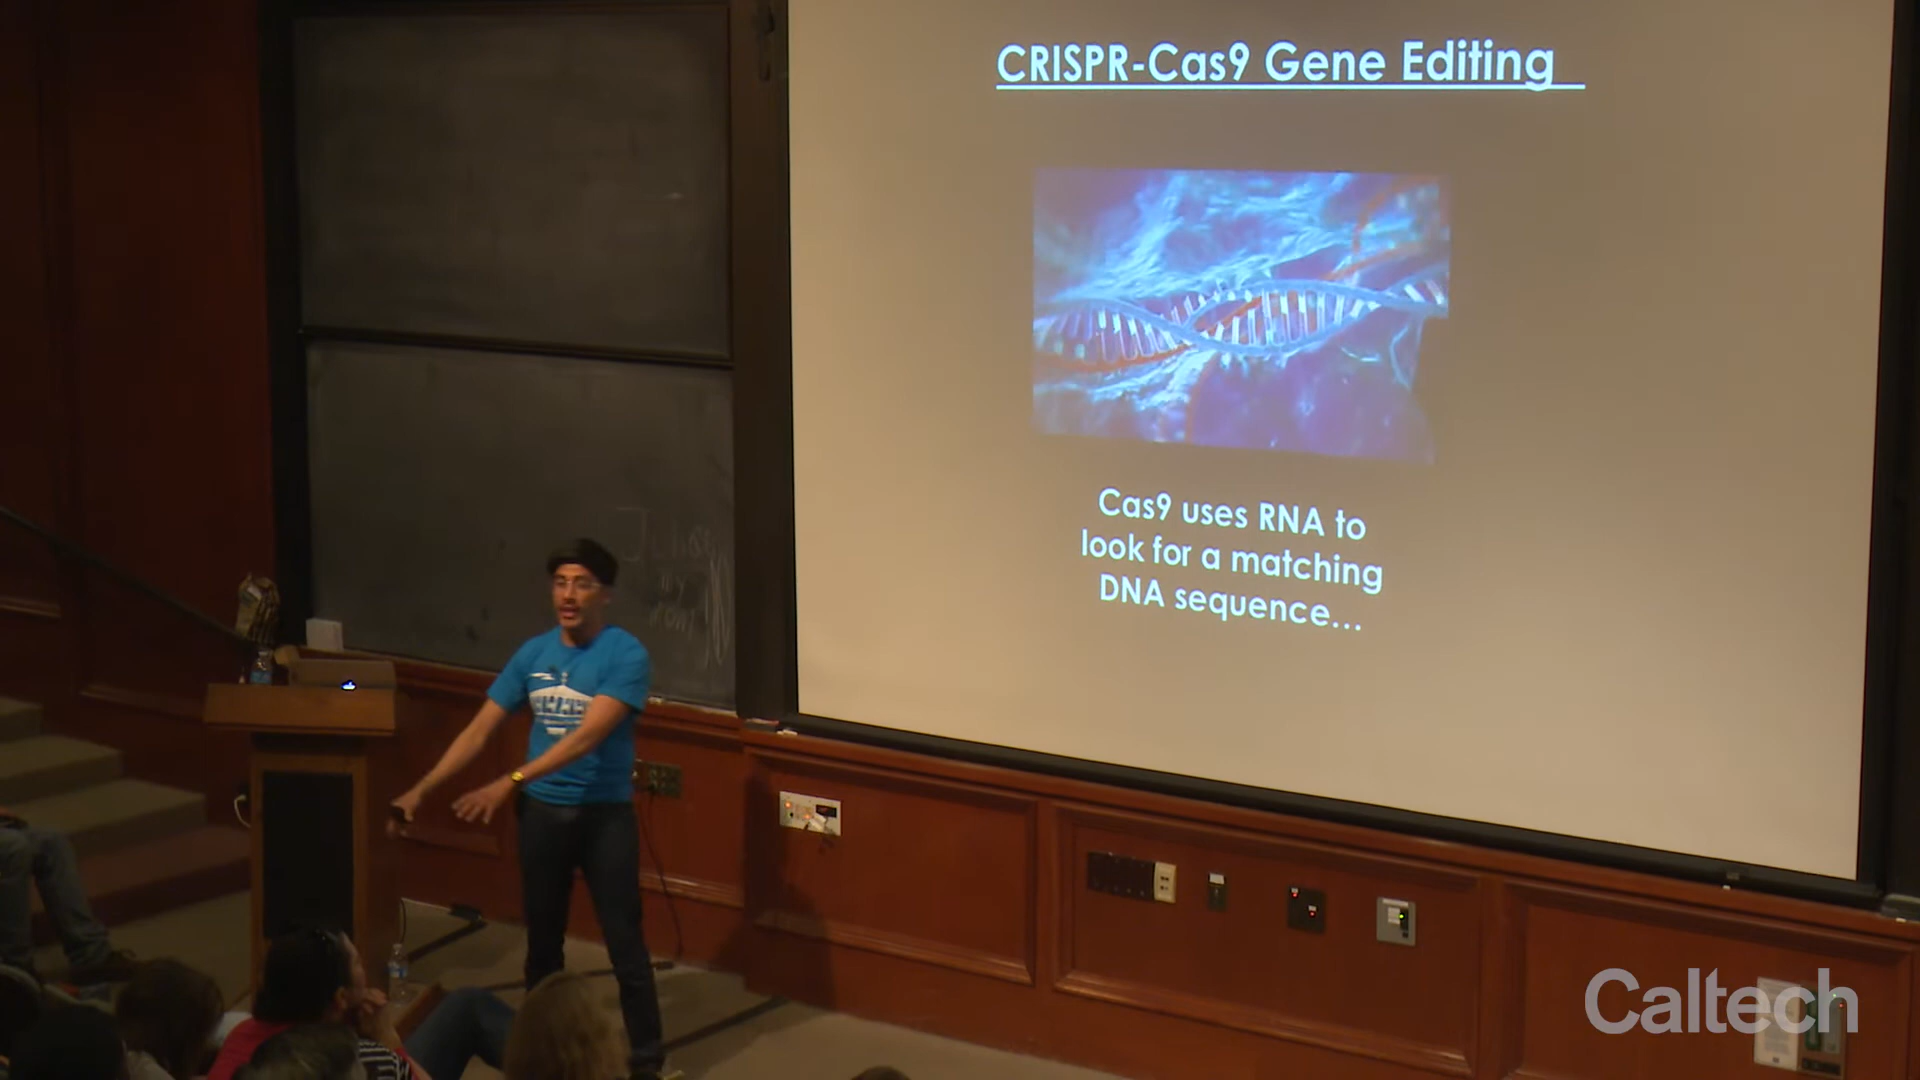 CRISPR-Cas9 Gene Editing
Cas9 uses RNA to
look for a matching
DNA sequence...
Caltech